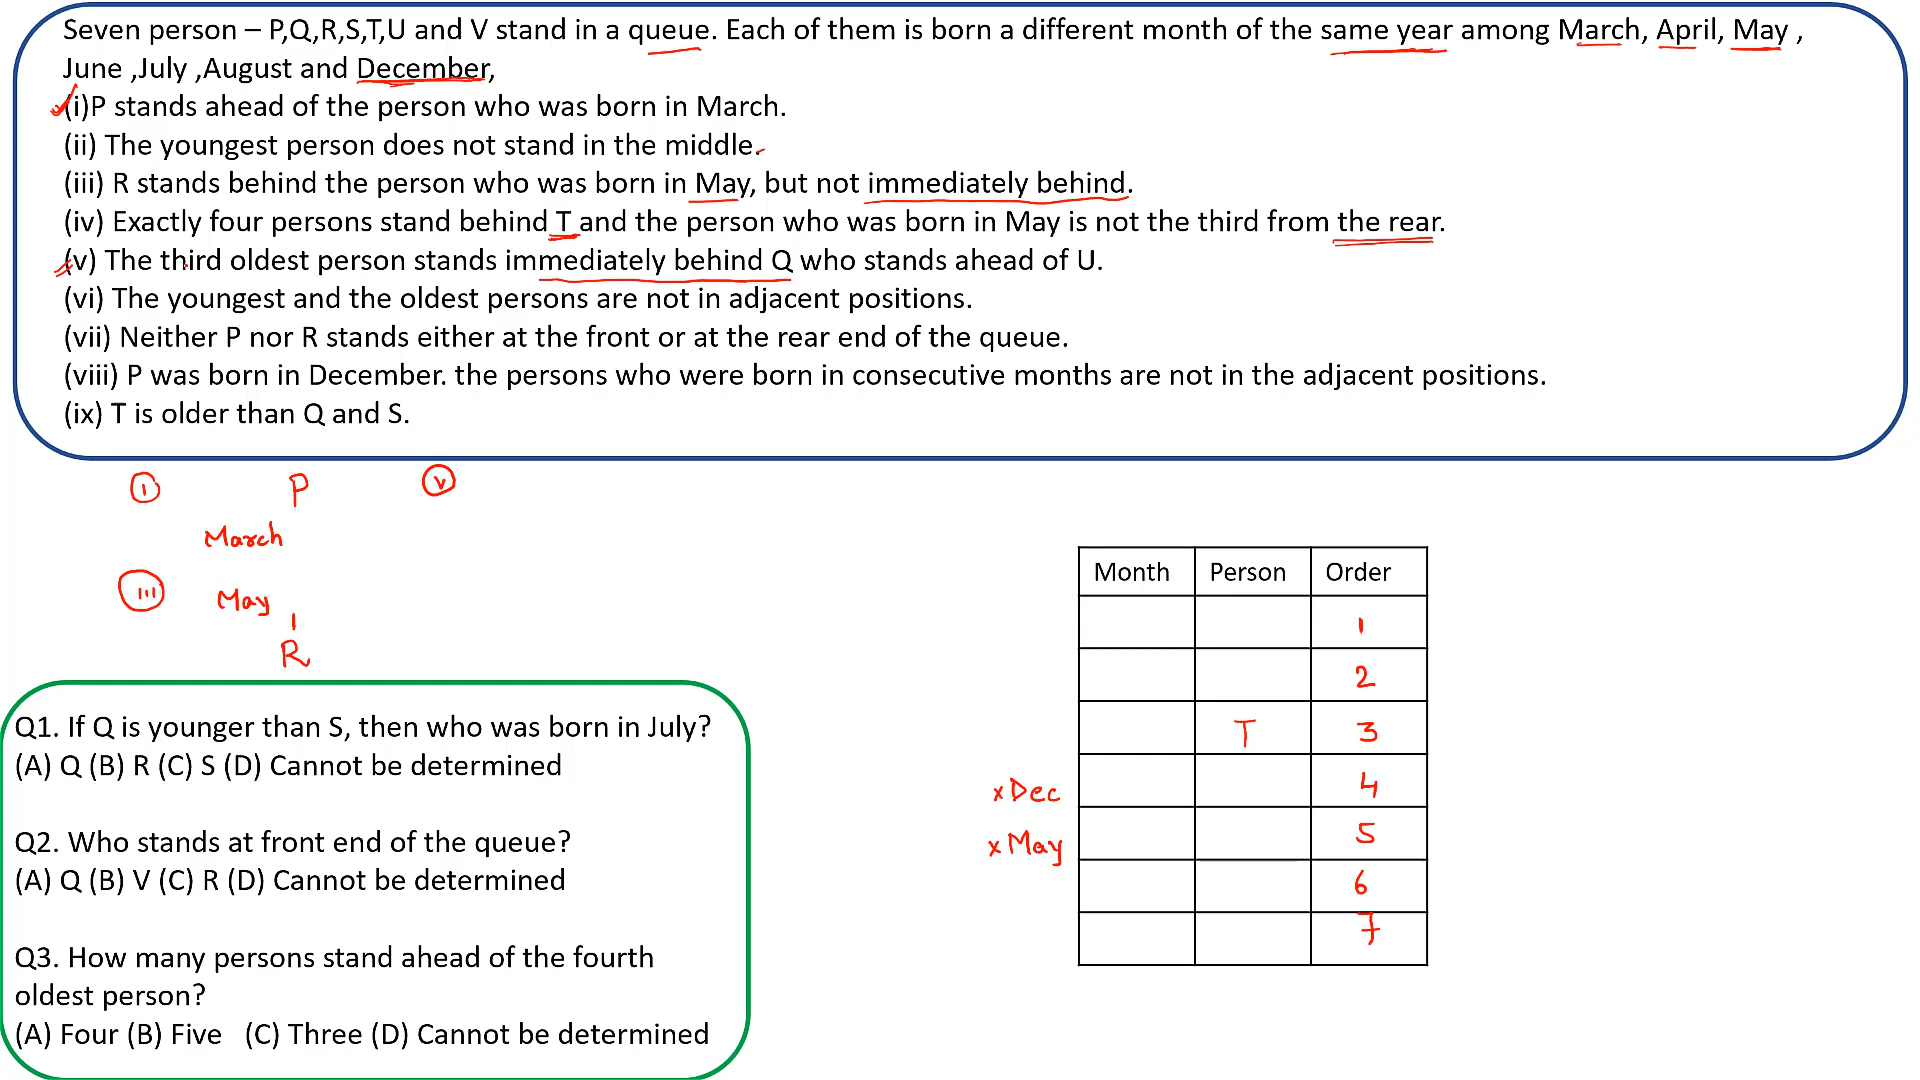 Seven person – P,Q,R,S,T,U and V stand in a queue. Each of them is born a different month of the same year among March, April, May ,
June ,July ,August and December,
(i)P stands ahead of the person who was born in March.
(ii) The youngest person does not stand in the middle.
(iii) R stands behind the person who was born in May, but not immediately behind.
(iv) Exactly four persons stand behind T and the person who was born in May is not the third from the rear.
(v) The third oldest person stands immediately behind Q who stands ahead of U.
(vi) The youngest and the oldest persons are not in adjacent positions.
(vii) Neither P nor R stands either at the front or at the rear end of the queue.
(viii) P was born in December. the persons who were born in consecutive months are not in the adjacent positions.
(ix) T is older than Q and S.
i P v
March
iii May
R
Month Person Order
1
2
T 3
x Dec 4
x May 5
6
7
Q1. If Q is younger than S, then who was born in July?
(A) Q (B) R (C) S (D) Cannot be determined
Q2. Who stands at front end of the queue?
(A) Q (B) V (C) R (D) Cannot be determined
Q3. How many persons stand ahead of the fourth
oldest person?
(A) Four (B) Five (C) Three (D) Cannot be determined